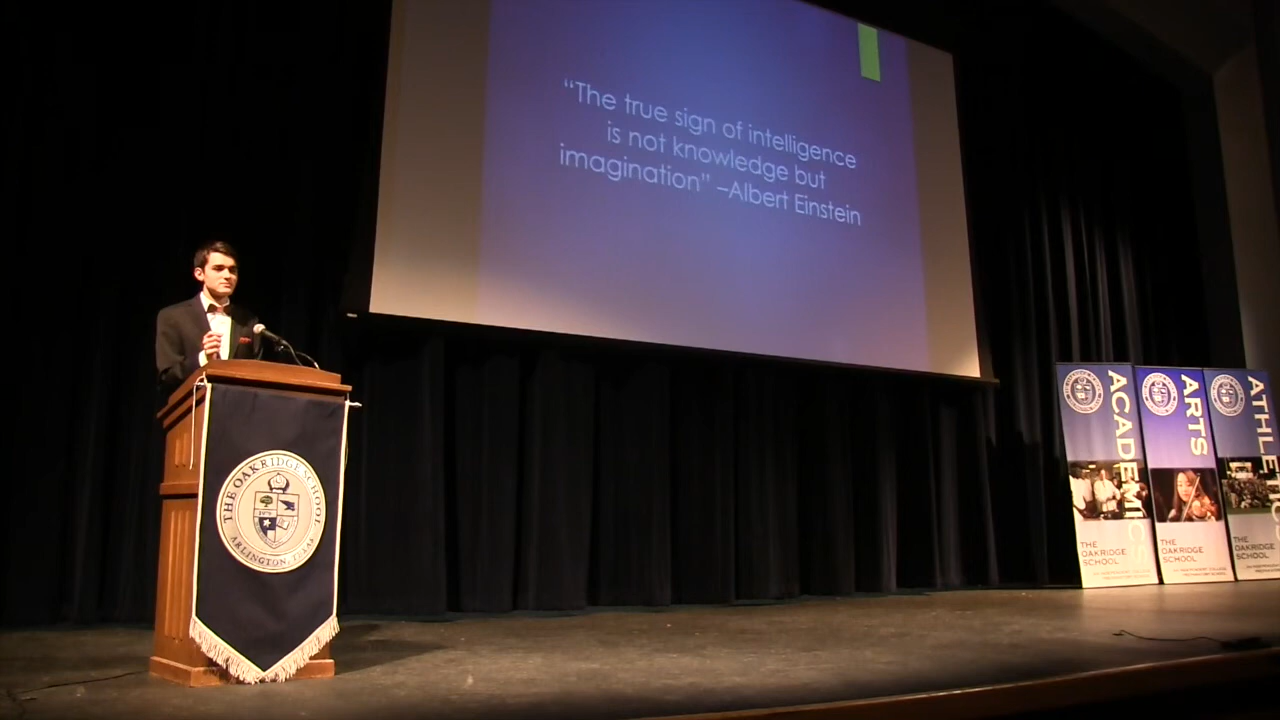 “The true sign of intelligence
is not knowledge but
imagination” –Albert Einstein
THE OAKRIDGE SCHOOL
1979
ARLINGTON, TEXAS
ACADEMICS
THE
OAKRIDGE
SCHOOL
ARTS
THE
OAKRIDGE
SCHOOL
ATHLETICS
THE
OAKRIDGE
SCHOOL